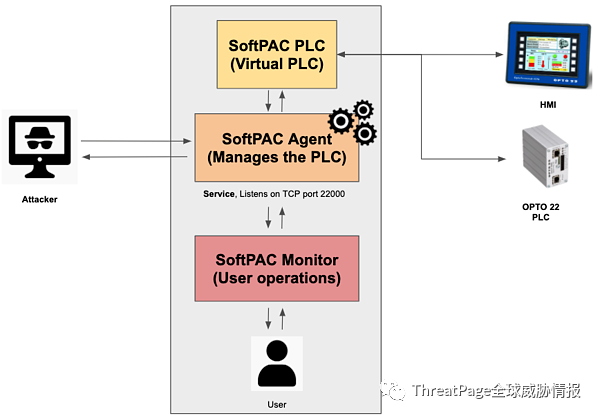 SoftPAC PLC
(Virtual PLC)
OPTO 22
HMI
SoftPAC Agent
(Manages the PLC)
Attacker
Service, Listens on TCP port 22000
OPTO 22
PLC
SoftPAC Monitor
(User operations)
User
ThreatPage全球威胁情报